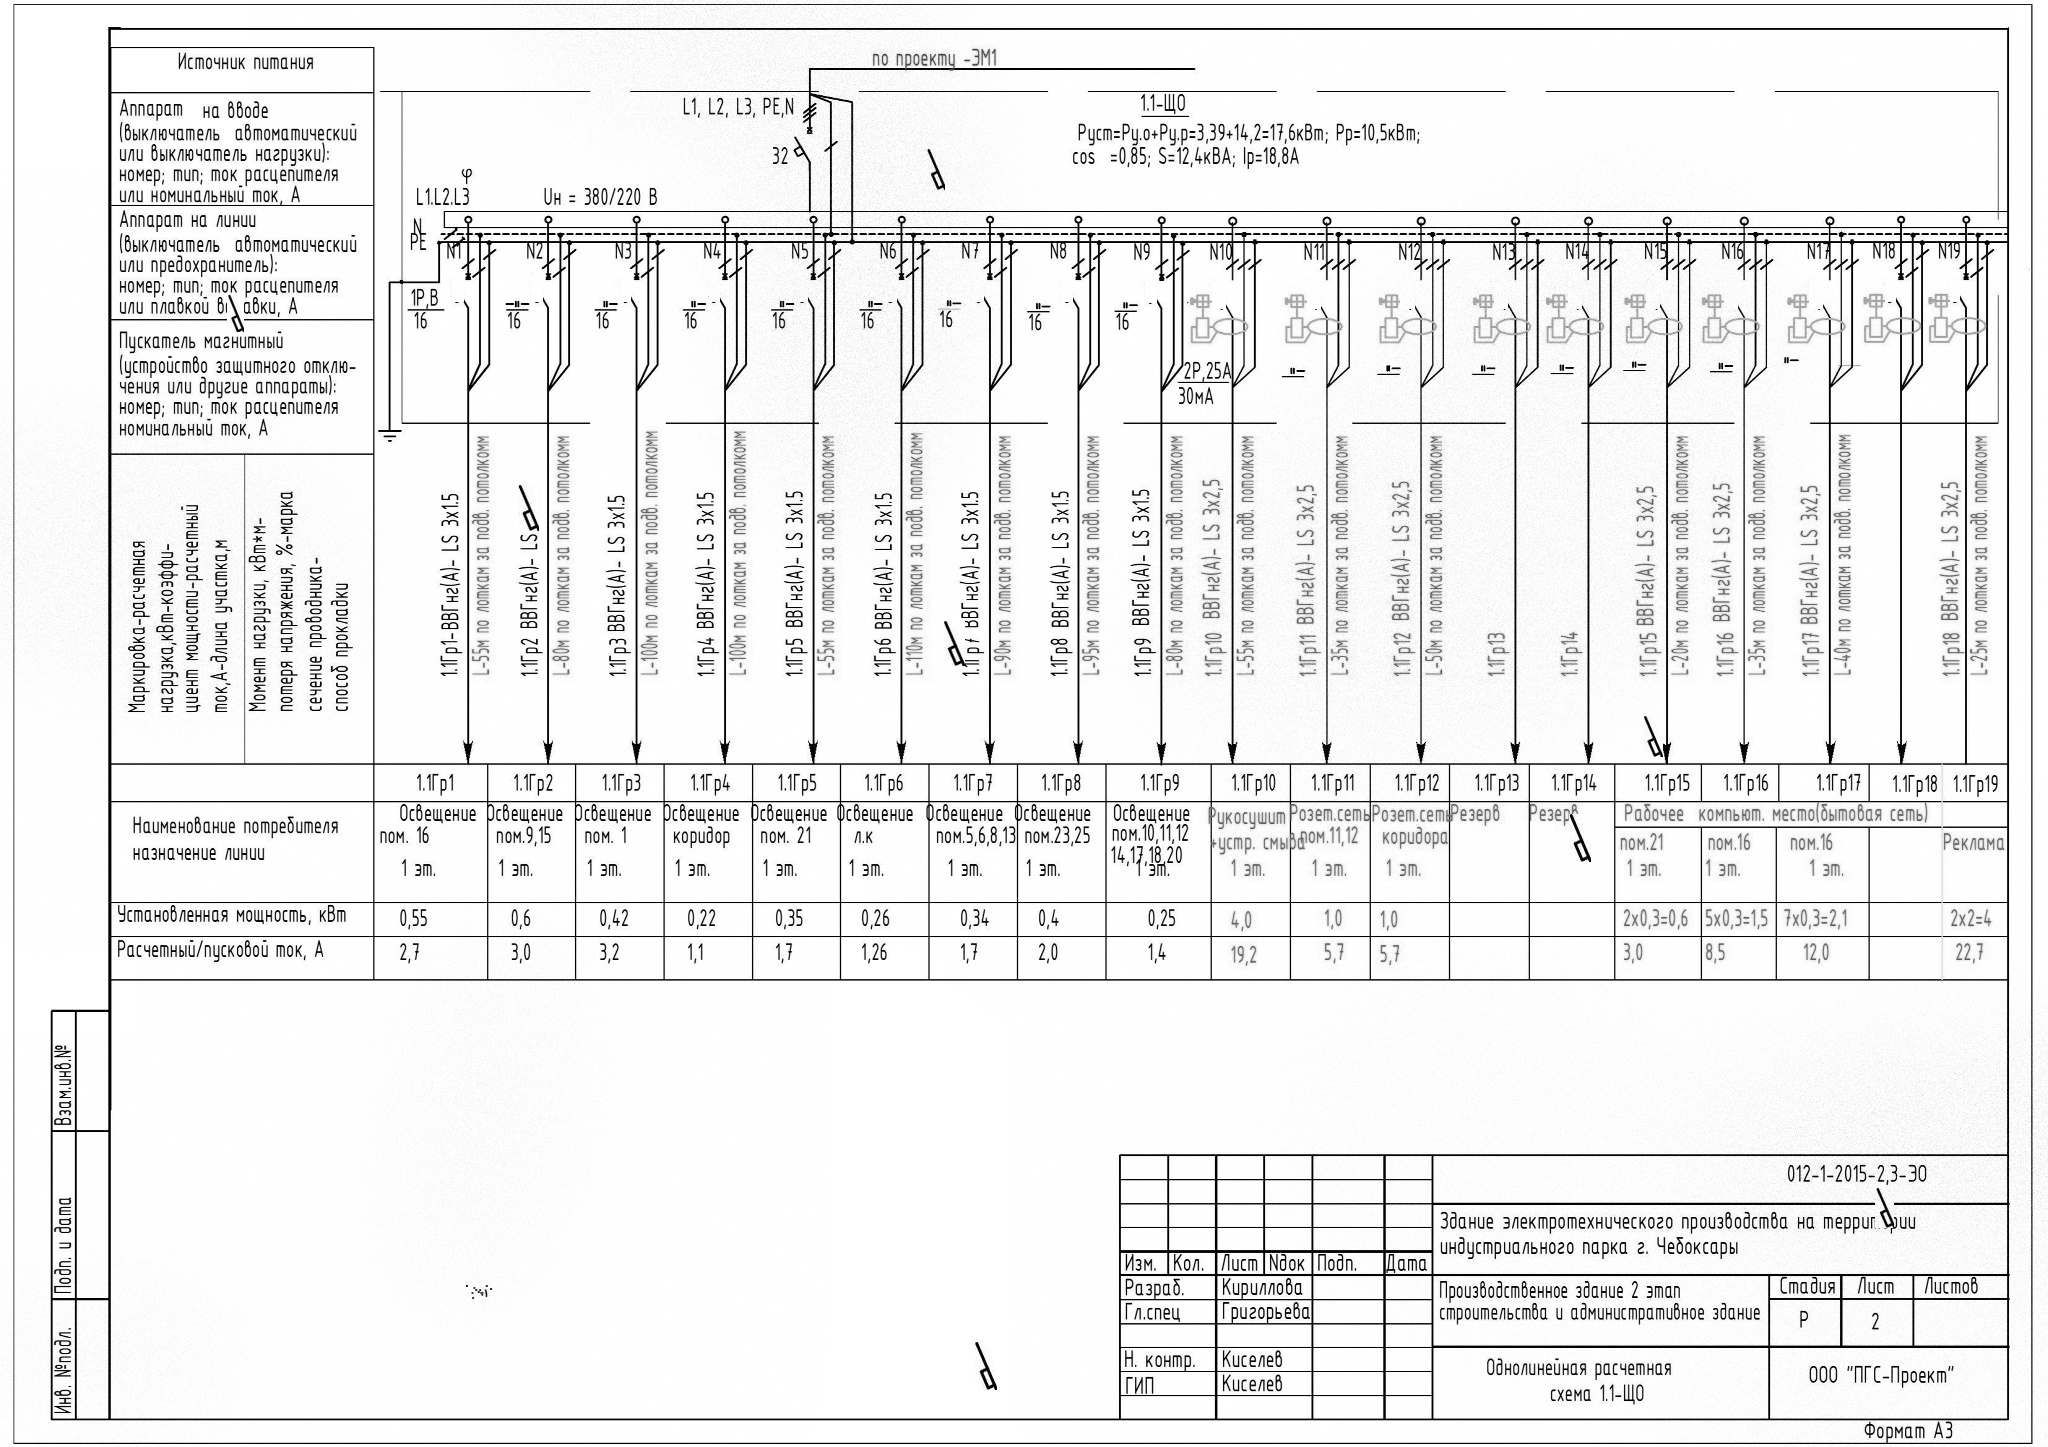 Источник питания
Аппарат на вводе
(выключатель автоматический
или выключатель нагрузки):
номер; тип; ток расцепителя
или номинальный ток, А
Аппарат на линии
(выключатель автоматический
или предохранитель):
номер; тип; ток расцепителя
или плавкой вставки, А
Пускатель магнитный
(устройство защитного отклю-
чения или другие аппараты):
номер; тип; ток расцепителя
номинальный ток, А
Маркировка-расчетная
нагрузка,кВт-коэффи-
циент мощности-расчетный
ток,А-длина участка,м
Момент нагрузки, кВт*м-
потеря напряжения, %-марка
сечение проводника-
способ прокладки
по проекту -ЭМ1
L1, L2, L3, PE,N
32
1.1-ЩО
Руст=Ру.о+Ру.р=3,39+14,2=17,6кВт; Рр=10,5кВт;
cos =0,85; S=12,4кВА; Ip=18,8А
φ
L1.L2.L3 Uн = 380/220 В
N
PE
N1 N2 N3 N4 N5 N6 N7 N8 N9 N10 N11 N12 N13 N14 N15 N16 N17 N18 N19
1Р,В
16
-"- 16
-"- 16
-"- 16
-"- 16
-"- 16
-"- 16
-"- 16
-"- 16
2Р,25А
30мА
-"- -"- -"- -"- -"- -"- -"-
1.1Гр1-ВВГнг(А)- LS 3х1.5
L-55м по лоткам за подв. потолкомм
1.1Гр2 ВВГнг(А)- LS
L-80м по лоткам за подв. потолкомм
1.1Гр3 ВВГнг(А)- LS 3х1.5
L-100м по лоткам за подв. потолкомм
1.1Гр4 ВВГнг(А)- LS 3х1.5
L-100м по лоткам за подв. потолкомм
1.1Гр5 ВВГнг(А)- LS 3х1.5
L-55м по лоткам за подв. потолкомм
1.1Гр6 ВВГнг(А)- LS 3х1.5
L-110м по лоткам за подв. потолкомм
1.1Гр7 ВВГнг(А)- LS 3х1.5
L-90м по лоткам за подв. потолкомм
1.1Гр8 ВВГнг(А)- LS 3х1.5
L-95м по лоткам за подв. потолкомм
1.1Гр9 ВВГнг(А)- LS 3х1.5
L-80м по лоткам за подв. потолкомм
1.1Гр10 ВВГнг(А)- LS 3х2,5
L-55м по лоткам за подв. потолкомм
1.1Гр11 ВВГнг(А)- LS 3х2,5
L-35м по лоткам за подв. потолкомм
1.1Гр12 ВВГнг(А)- LS 3х2,5
L-50м по лоткам за подв. потолкомм
1.1Гр13
1.1Гр14
1.1Гр15 ВВГнг(А)- LS 3х2,5
L-20м по лоткам за подв. потолкомм
1.1Гр16 ВВГнг(А)- LS 3х2,5
L-35м по лоткам за подв. потолкомм
1.1Гр17 ВВГнг(А)- LS 3х2,5
L-40м по лоткам за подв. потолкомм
1.1Гр18 ВВГнг(А)- LS 3х2,5
L-25м по лоткам за подв. потолкомм
1.1Гр1 1.1Гр2 1.1Гр3 1.1Гр4 1.1Гр5 1.1Гр6 1.1Гр7 1.1Гр8 1.1Гр9 1.1Гр10 1.1Гр11 1.1Гр12 1.1Гр13 1.1Гр14 1.1Гр15 1.1Гр16 1.1Гр17 1.1Гр18 1.1Гр19
Наименование потребителя
назначение линии
Освещение
пом. 16
1 эт.
Освещение
пом.9,15
1 эт.
Освещение
пом. 1
1 эт.
Освещение
коридор
1 эт.
Освещение
пом. 21
1 эт.
Освещение
л.к
1 эт.
Освещение
пом.5,6,8,13
1 эт.
Освещение
пом.23,25
1 эт.
Освещение
пом.10,11,12
14,17,18,20
1 эт.
Рукосушит
+устр. смыва
1 эт.
Розет.сеть
пом.11,12
1 эт.
Розет.сеть
коридора
1 эт.
Резерв
Резерв
Рабочее компьют. место(бытовая сеть)
пом.21
1 эт.
пом.16
1 эт.
пом.16
1 эт.
Реклама
Установленная мощность, кВт 0,55 0,6 0,42 0,22 0,35 0,26 0,34 0,4 0,25 4,0 1,0 1,0 2х0,3=0,6 5х0,3=1,5 7х0,3=2,1 2х2=4
Расчетный/пусковой ток, А 2,7 3,0 3,2 1,1 1,7 1,26 1,7 2,0 1,4 19,2 5,7 5,7 3,0 8,5 12,0 22,7
Взам.инв.№
Подп. и дата
Инв. №подл.
012-1-2015-2,3-ЭО
Здание электротехнического производства на территории
индустриального парка г. Чебоксары
Изм. Кол. Лист Nдок Подп. Дата
Разраб. Кириллова
Гл.спец Григорьева
Н. контр. Киселев
ГИП Киселев
Производственное здание 2 этап
строительства и административное здание
Стадия Лист Листов
Р 2
Однолинейная расчетная
схема 1.1-ЩО
ООО "ПГС-Проект"
Формат А3